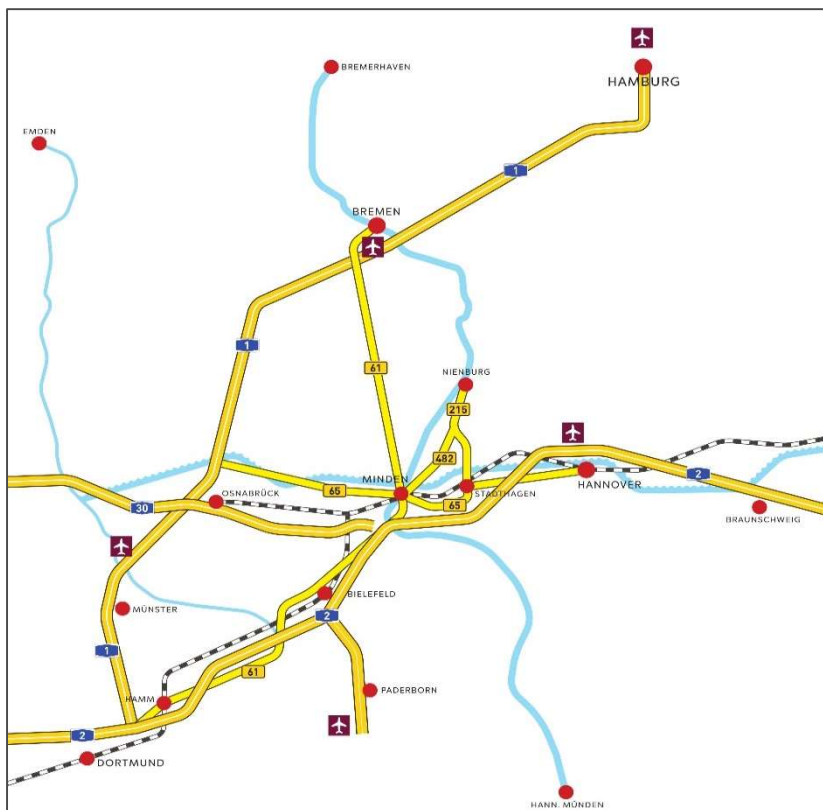 BREMERHAVEN
HAMBURG
EMDEN
1
BREMEN
1
61
NIENBURG
215
482
2
MINDEN
65
STADTHAGEN
HANNOVER
OSNABRÜCK
30
65
BRAUNSCHWEIG
BIELEFELD
MÜNSTER
2
1
61
HAMM
PADERBORN
2
DORTMUND
HANN. MÜNDEN